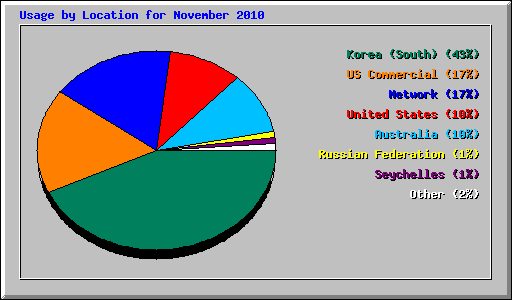 Usage by Location for November 2010
Korea (South) (43%)
US Commercial (17%)
Network (17%)
United States (10%)
Australia (10%)
Russian Federation (1%)
Seychelles (1%)
Other (2%)